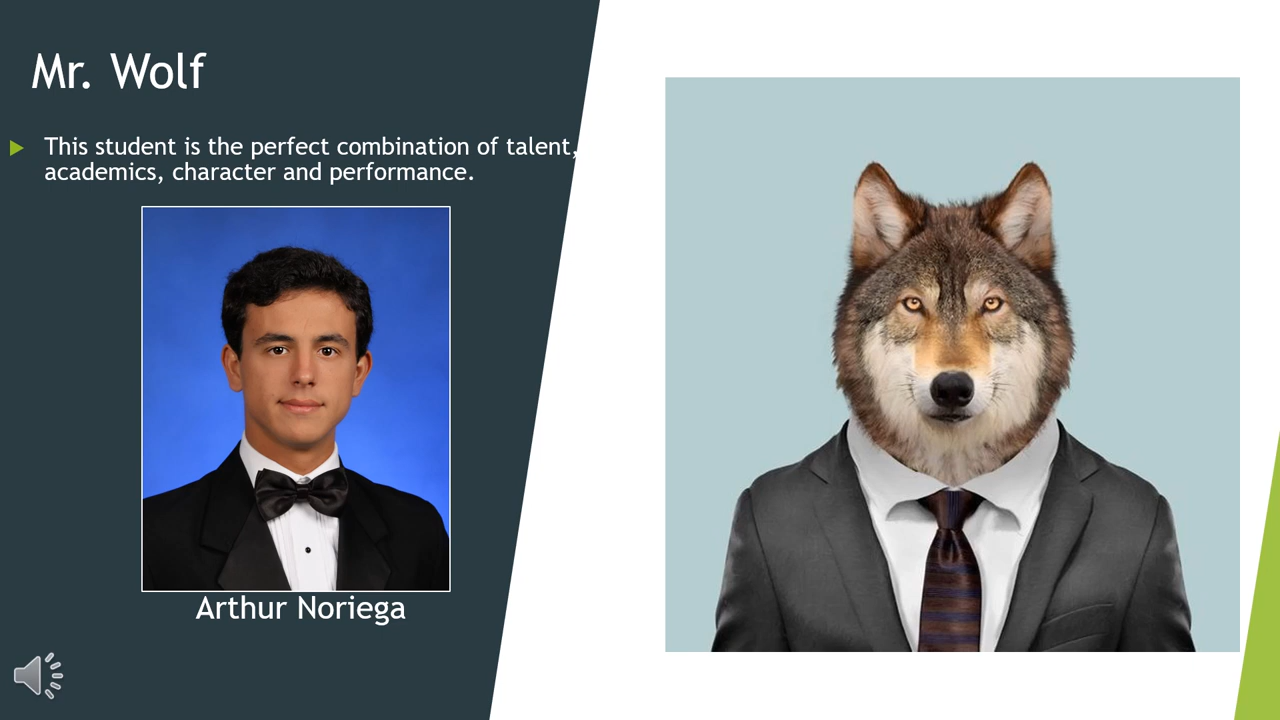 Mr. Wolf
This student is the perfect combination of talent,
academics, character and performance.
Arthur Noriega